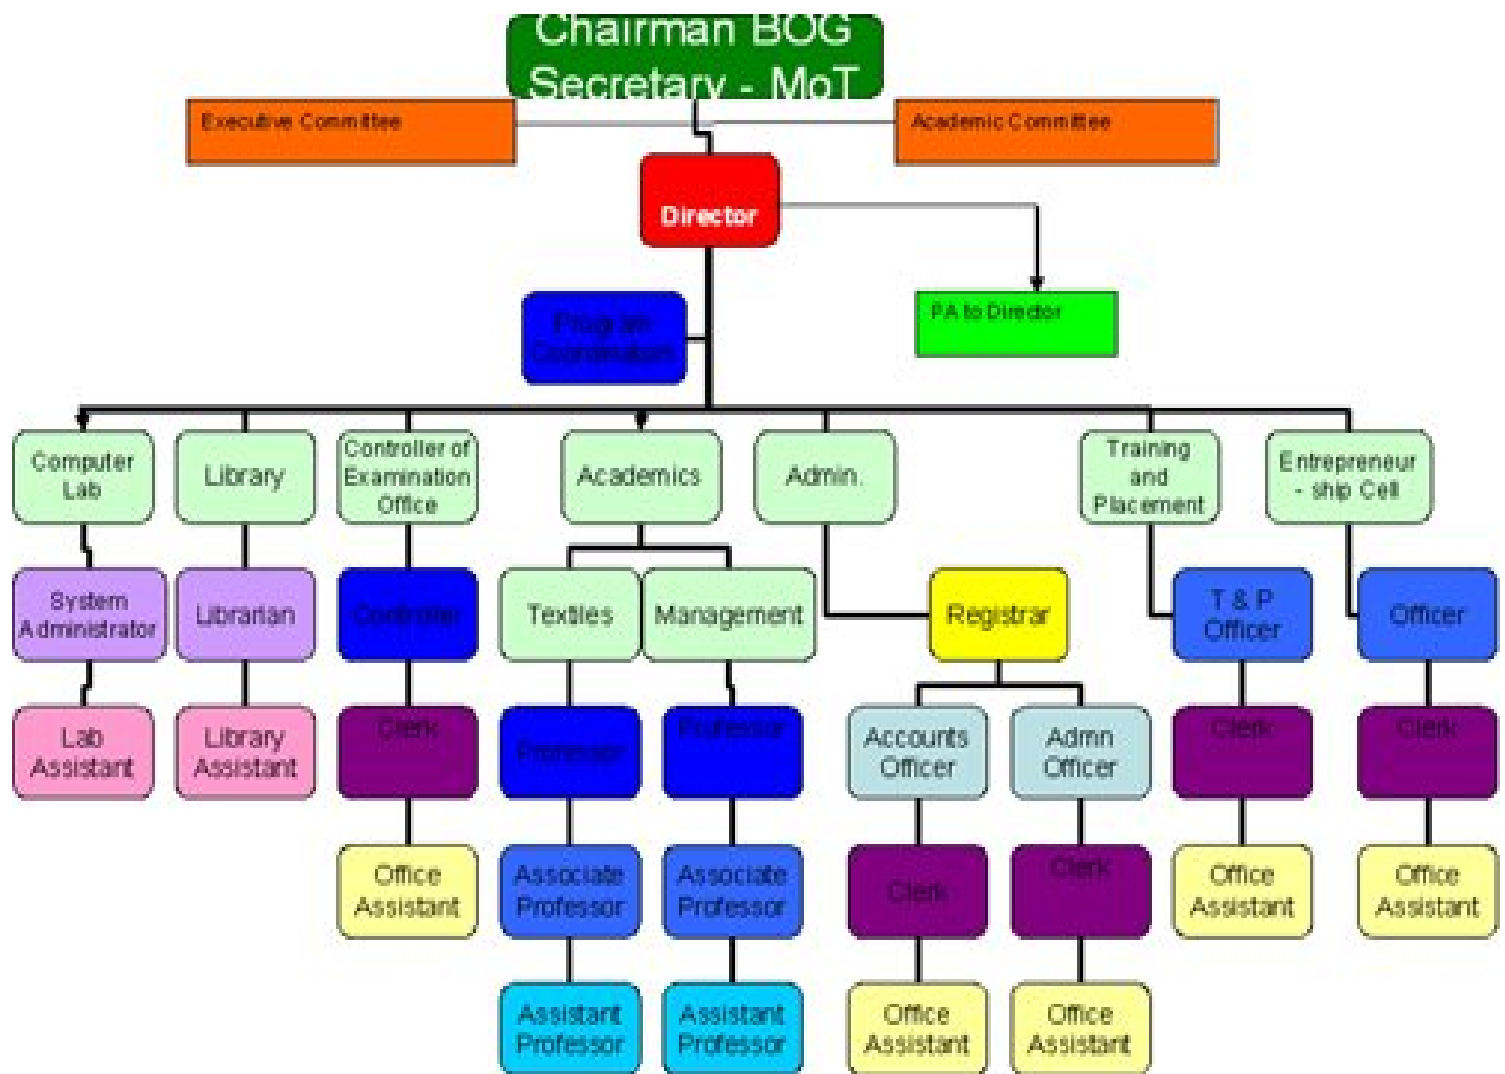 Chairman BOG
Secretary - MoT
Executive Committee
Academic Committee
Director
Program
Coordinators
PA to Director
Computer
Lab
Library
Controller of
Examination
Office
Academics
Admin.
Training
and
Placement
Entrepreneur
- ship Cell
System
Administrator
Librarian
Controller
Textiles
Management
Registrar
T & P
Officer
Officer
Lab
Assistant
Library
Assistant
Clerk
Professor
Professor
Accounts
Officer
Admn
Officer
Clerk
Clerk
Office
Assistant
Associate
Professor
Associate
Professor
Clerk
Clerk
Office
Assistant
Office
Assistant
Assistant
Professor
Assistant
Professor
Office
Assistant
Office
Assistant